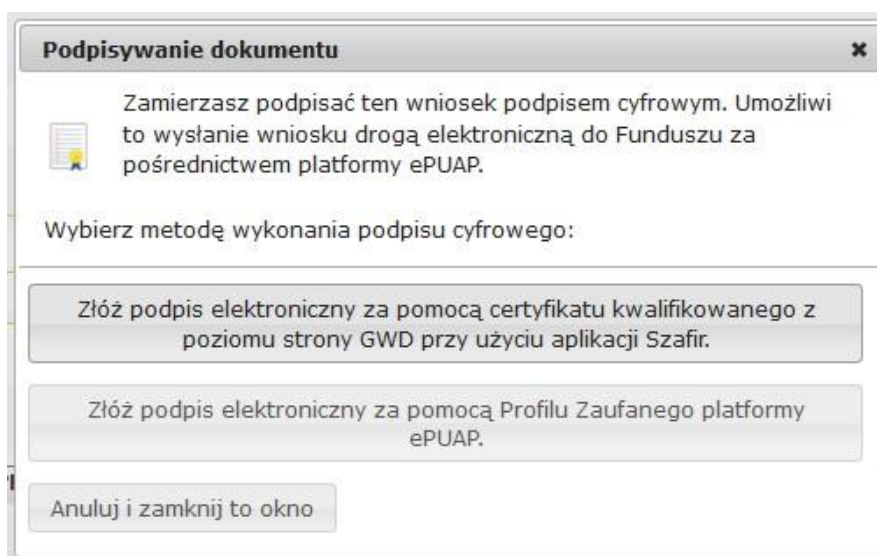 Podpisywanie dokumentu
Zamierzasz podpisać ten wniosek podpisem cyfrowym. Umożliwi
to wysłanie wniosku drogą elektroniczną do Funduszu za
pośrednictwem platformy ePUAP.
Wybierz metodę wykonania podpisu cyfrowego:
Złóż podpis elektroniczny za pomocą certyfikatu kwalifikowanego z
poziomu strony GWD przy użyciu aplikacji Szafir.
Złóż podpis elektroniczny za pomocą Profilu Zaufanego platformy
ePUAP.
Anuluj i zamknij to okno